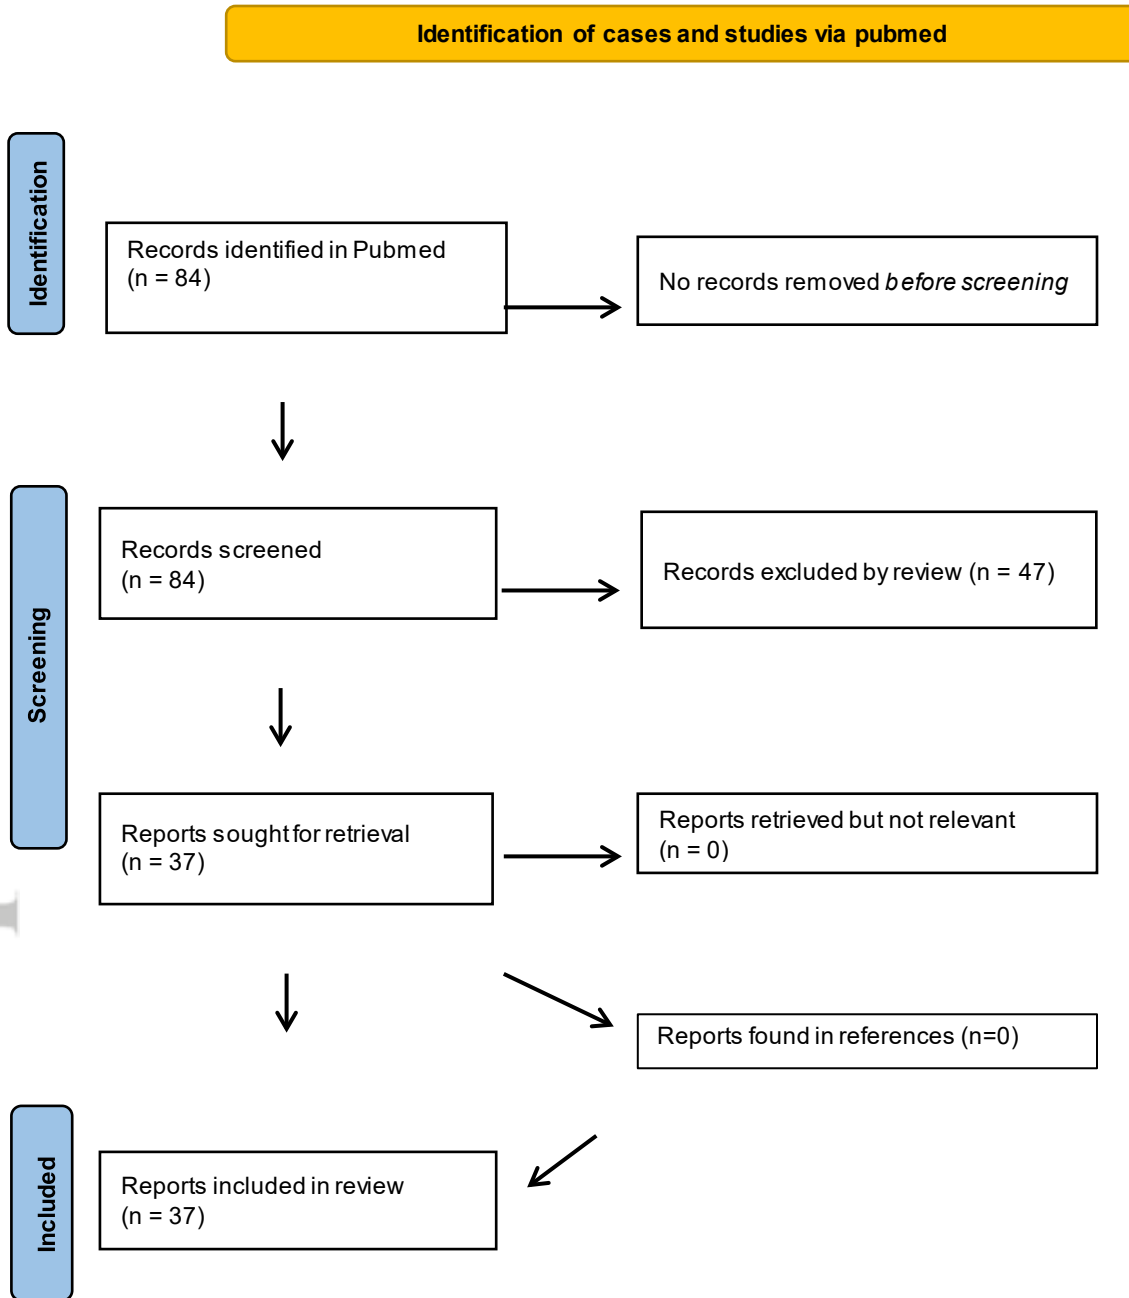 Identification of cases and studies via pubmed
Identification
Records identified in Pubmed
(n = 84)
No records removed before screening
Screening
Records screened
(n = 84)
Records excluded by review (n = 47)
Reports sought for retrieval
(n = 37)
Reports retrieved but not relevant
(n = 0)
Reports found in references (n=0)
Included
Reports included in review
(n = 37)